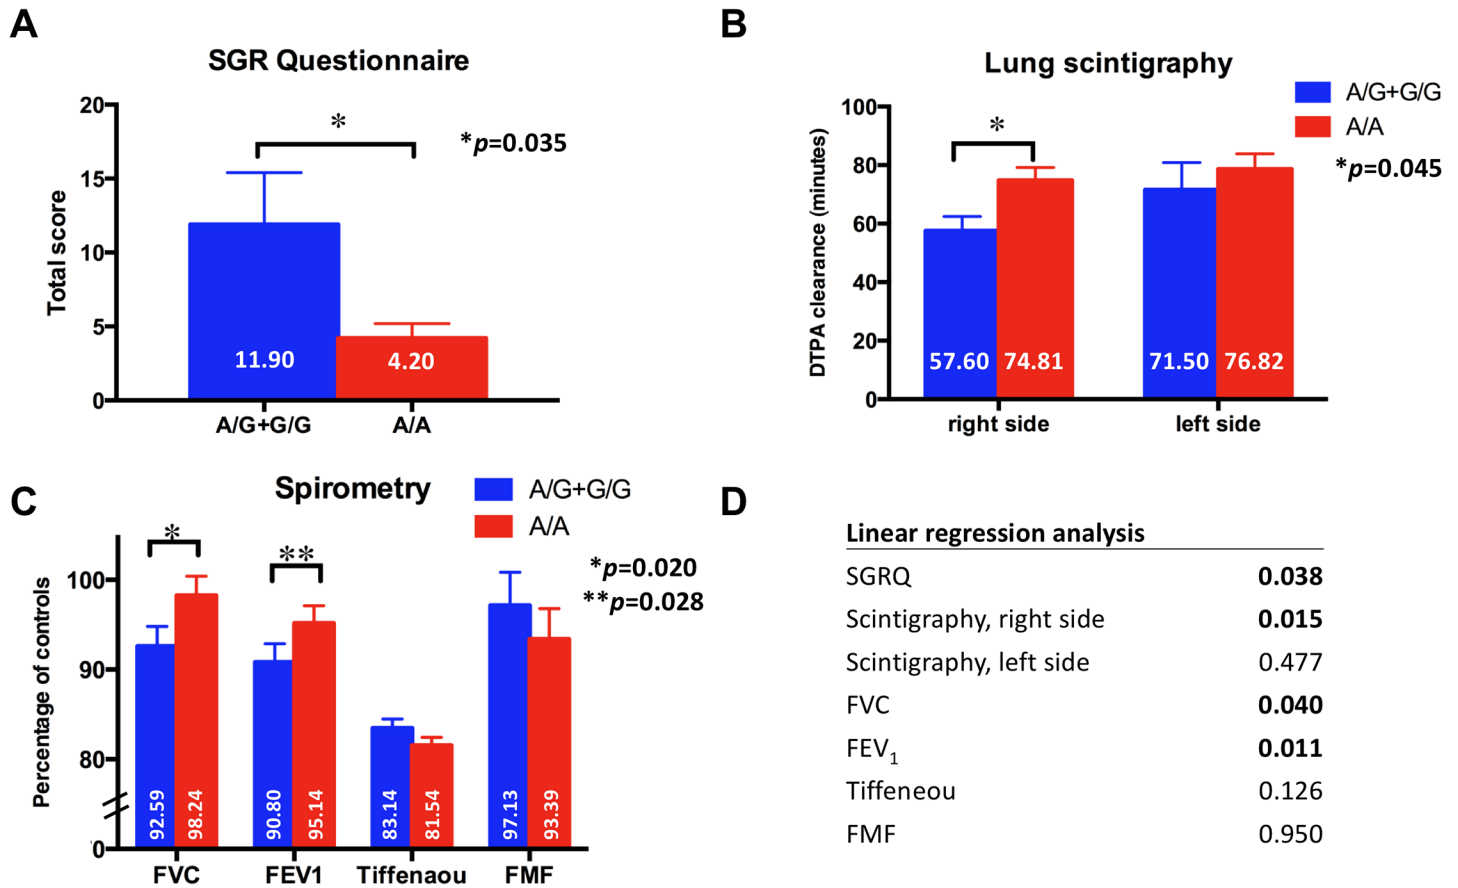 A
SGR Questionnaire
20
15
10
5
0
Total score
*
*p=0.035
11.90
4.20
A/G+G/G
A/A
B
Lung scintigraphy
A/G+G/G
A/A
*p=0.045
100
80
60
40
20
0
DTPA clearance (minutes)
*
57.60
74.81
71.50
76.82
right side
left side
C
Spirometry
A/G+G/G
A/A
*p=0.020
**p=0.028
100
90
80
0
Percentage of controls
*
**
92.59
98.24
90.80
95.14
83.14
81.54
97.13
93.39
FVC
FEV1
Tiffenaou
FMF
D
Linear regression analysis
SGRQ 0.038
Scintigraphy, right side 0.015
Scintigraphy, left side 0.477
FVC 0.040
FEV1 0.011
Tiffeneou 0.126
FMF 0.950